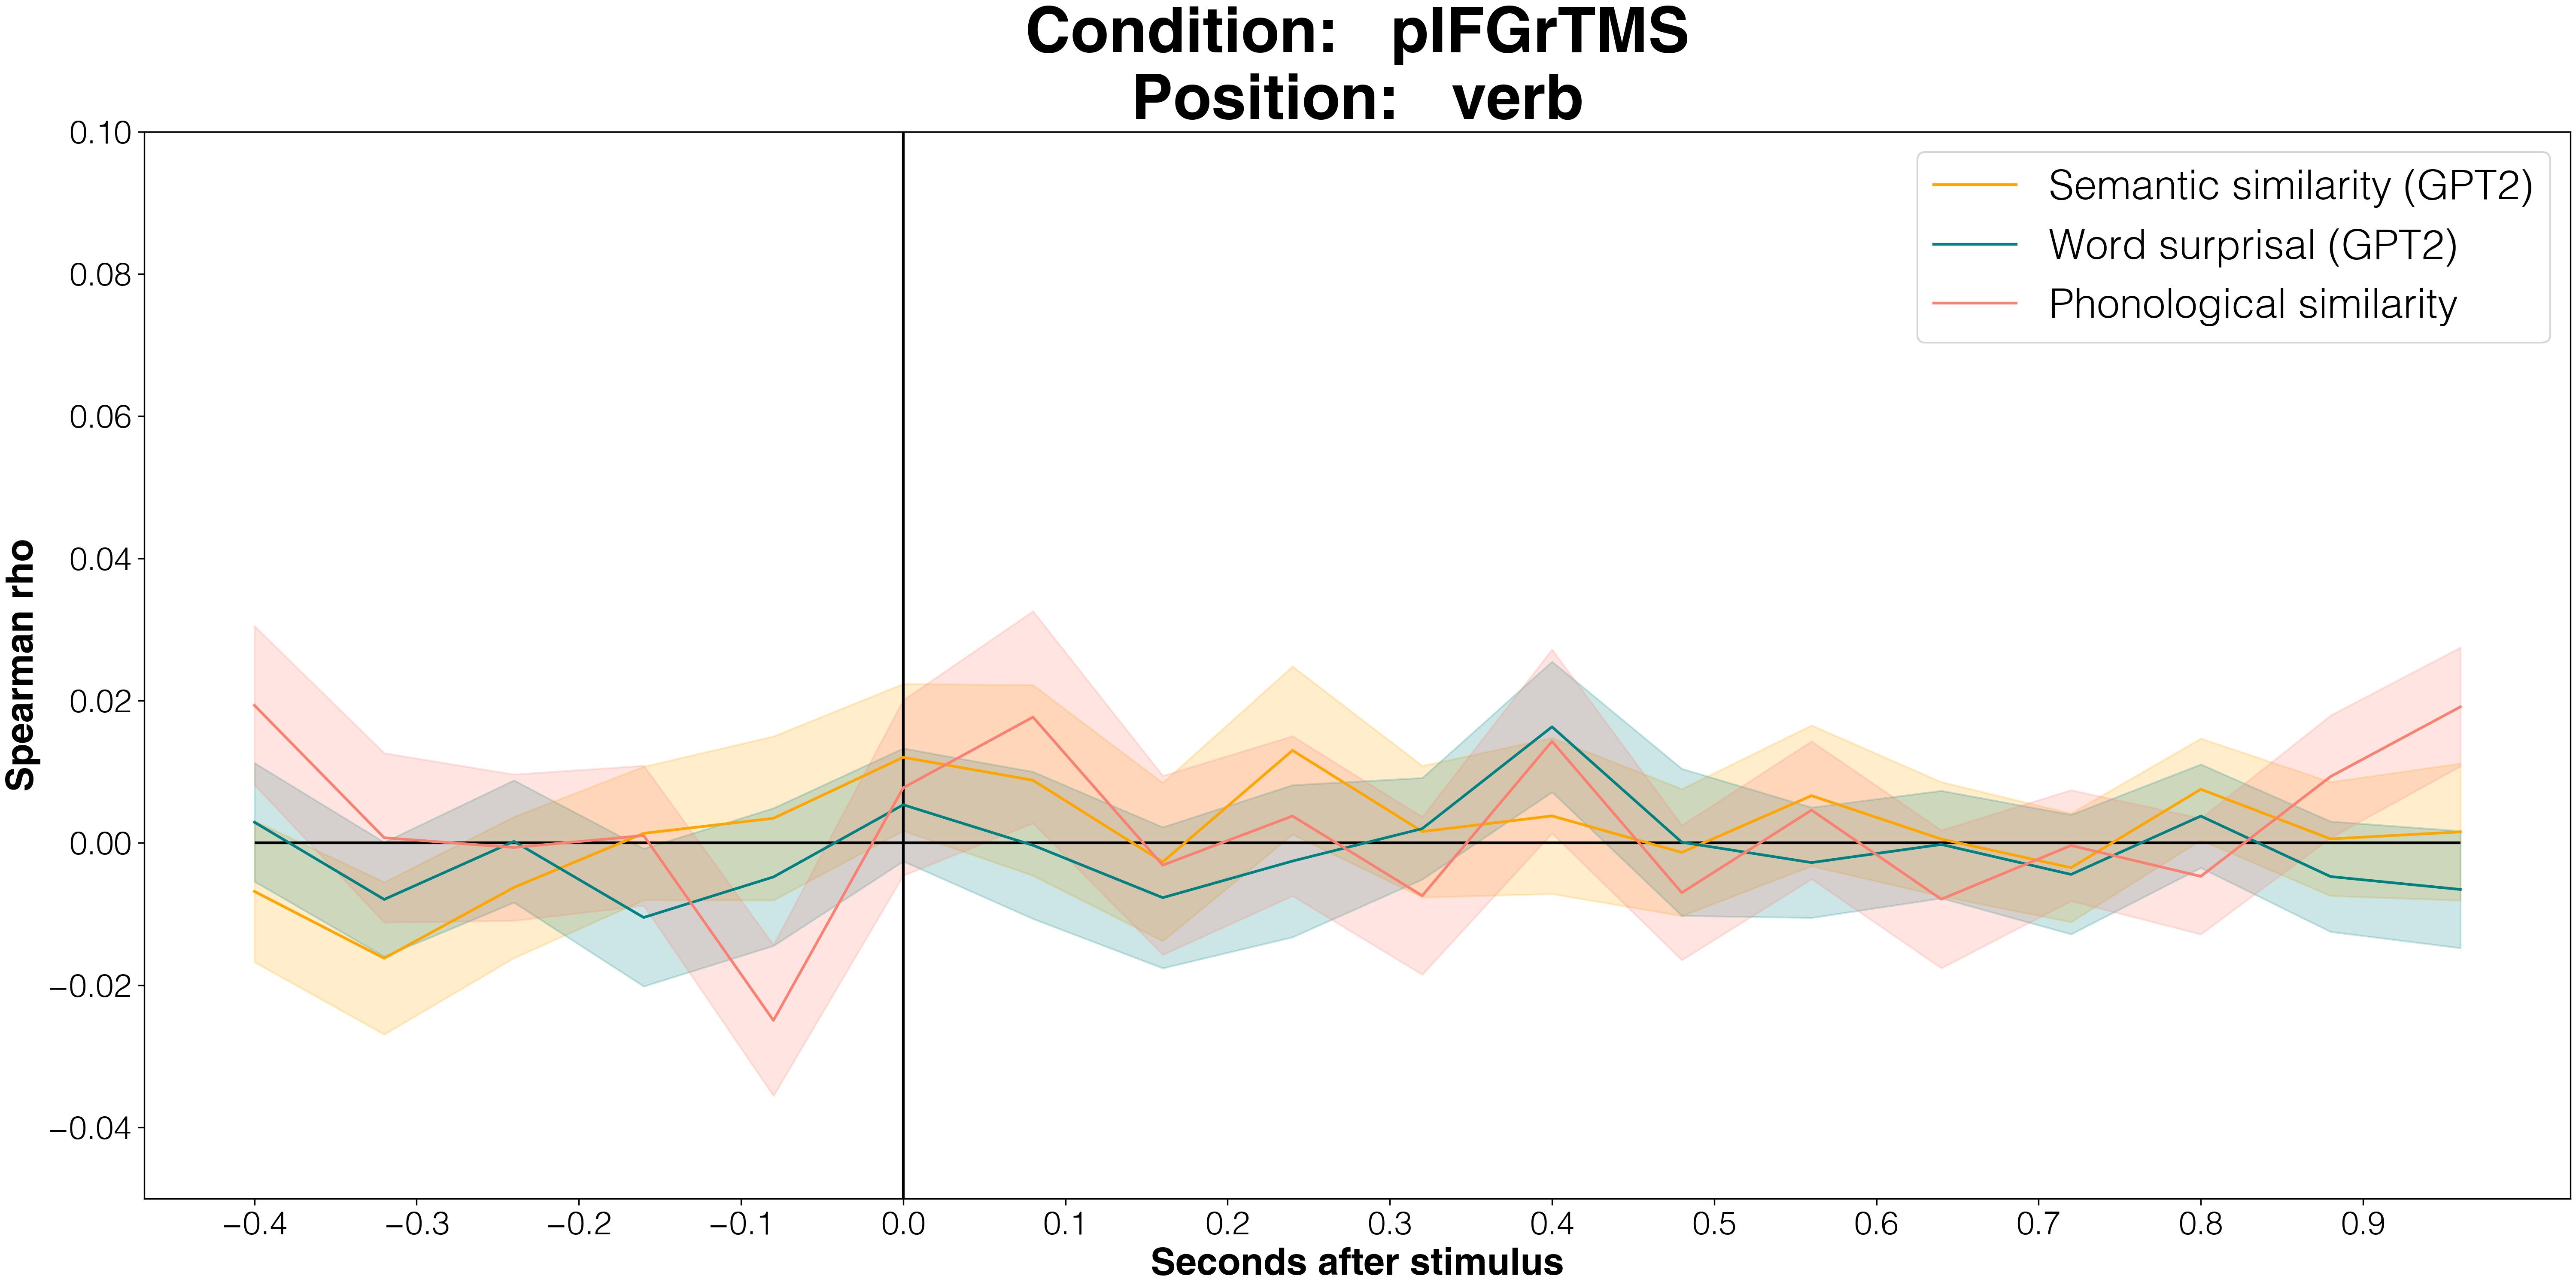 Condition:   pIFGrTMS
Position:   verb
0.10
0.08
0.06
0.04
0.02
0.00
−0.02
−0.04
Spearman rho
Semantic similarity (GPT2)
Word surprisal (GPT2)
Phonological similarity
−0.4 −0.3 −0.2 −0.1 0.0 0.1 0.2 0.3 0.4 0.5 0.6 0.7 0.8 0.9
Seconds after stimulus